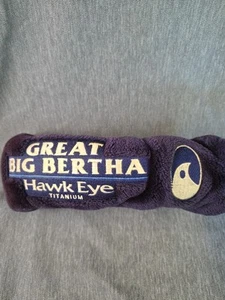 GREAT
BIG BERTHA
Hawk Eye
TITANIUM